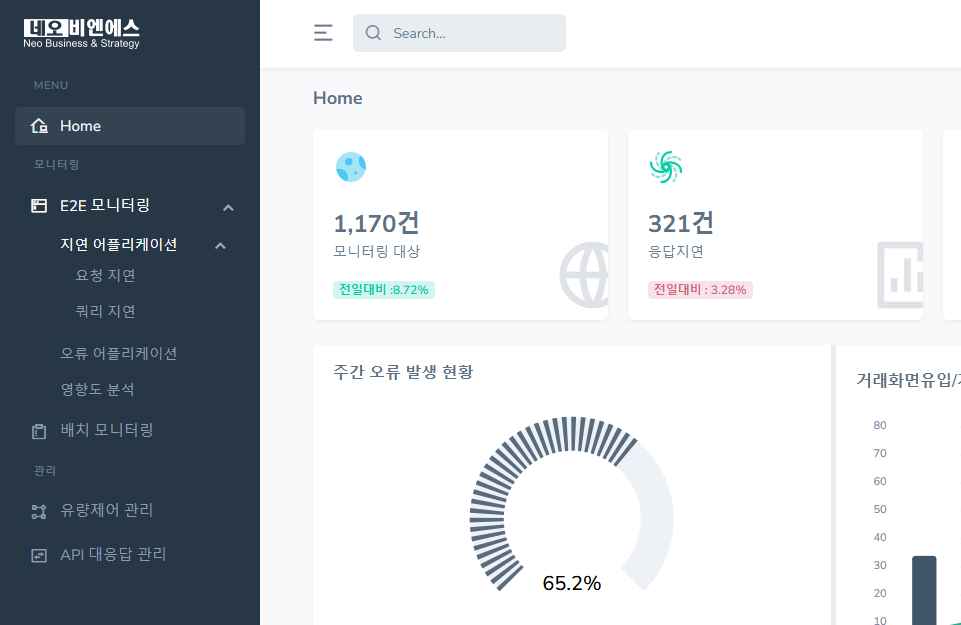 네오비엔에스
Neo Business & Strategy
MENU
Home
모니터링
E2E 모니터링
지연 어플리케이션
요청 지연
쿼리 지연
오류 어플리케이션
영향도 분석
배치 모니터링
관리
유량제어 관리
API 대응답 관리
Search...
Home
1,170건
모니터링 대상
전일대비 :8.72%
321건
응답지연
전일대비 : 3.28%
주간 오류 발생 현황
65.2%
거래화면유입/
80
70
60
50
40
30
20
10